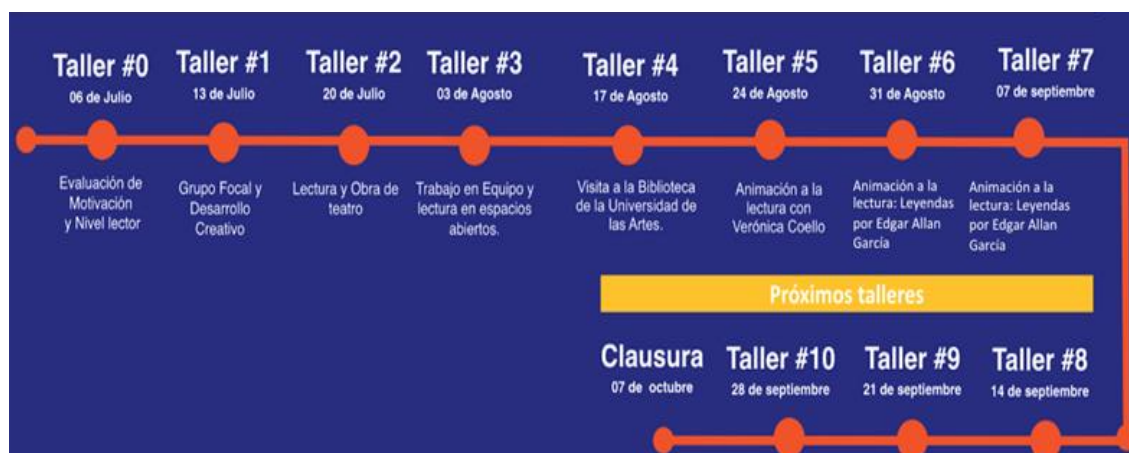 Taller #0
06 de Julio
Evaluación de
Motivación
y Nivel lector
Taller #1
13 de Julio
Grupo Focal y
Desarrollo
Creativo
Taller #2
20 de Julio
Lectura y Obra de
teatro
Taller #3
03 de Agosto
Trabajo en Equipo y
lectura en espacios
abiertos.
Taller #4
17 de Agosto
Visita a la Biblioteca
de la Universidad de
las Artes.
Taller #5
24 de Agosto
Animación a la
lectura con
Verónica Coello
Taller #6
31 de Agosto
Animación a la
lectura: Leyendas
por Edgar Allan
García
Taller #7
07 de septiembre
Animación a la
lectura: Leyendas
por Edgar Allan
García
Próximos talleres
Clausura
07 de octubre
Taller #10
28 de septiembre
Taller #9
21 de septiembre
Taller #8
14 de septiembre